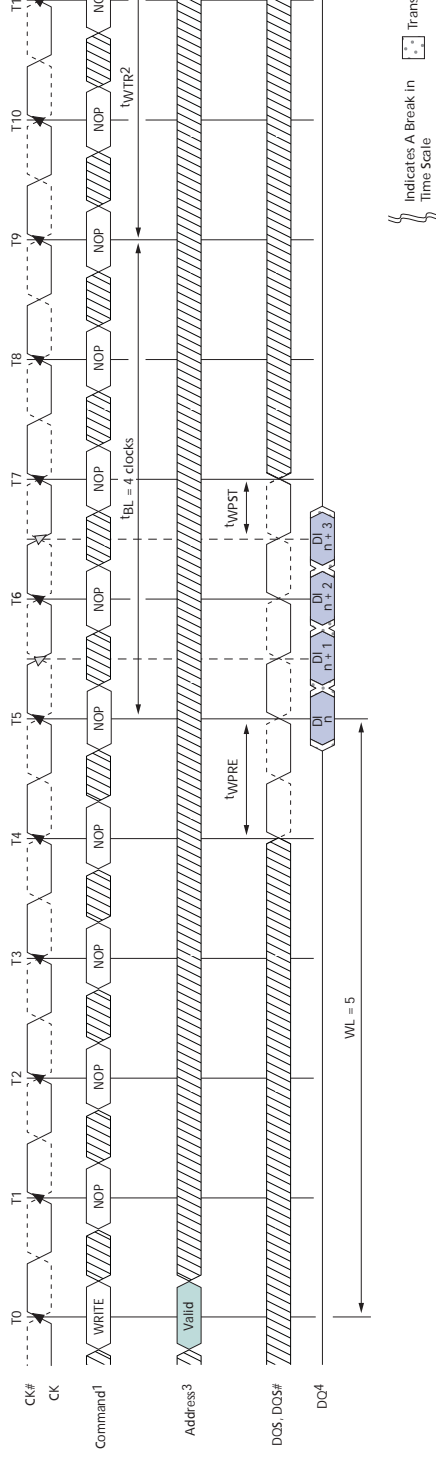 T0 T1 T2 T3 T4 T5 T6 T7 T8 T9 T10
CK#
CK
Command1 WRITE NOP NOP NOP NOP NOP NOP NOP NOP NOP NOP
tBL = 4 clocks tWTR2
Address3 Valid
tWPRE tWPST
DQS, DQS#
DQ4 DI n DI n + 1 DI n + 2 DI n + 3
WL = 5
Indicates A Break in
Time Scale